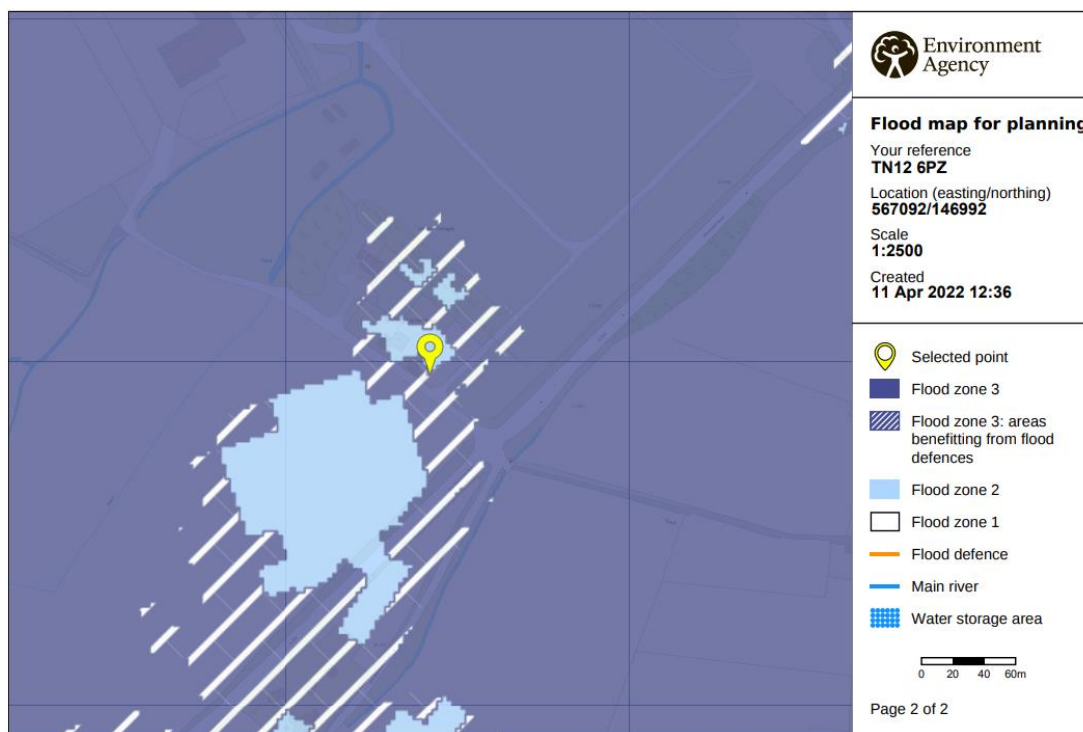 Environment
Agency
Flood map for planning
Your reference
TN12 6PZ
Location (easting/northing)
567092/146992
Scale
1:2500
Created
11 Apr 2022 12:36
Selected point
Flood zone 3
Flood zone 3: areas
benefitting from flood
defences
Flood zone 2
Flood zone 1
Flood defence
Main river
Water storage area
0 20 40 60m
Page 2 of 2